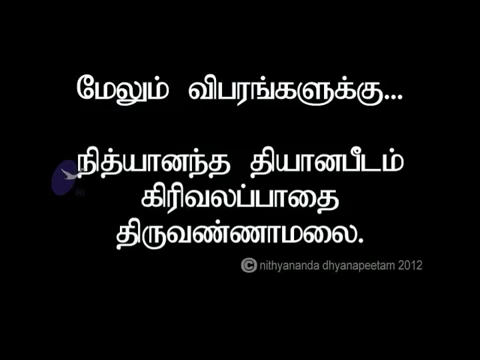 மேலும் விபரங்களுக்கு...
நித்யானந்த தியானபீடம்
கிரிவலப்பாதை
திருவண்ணாமலை.
© nithyananda dhyanapeetam 2012